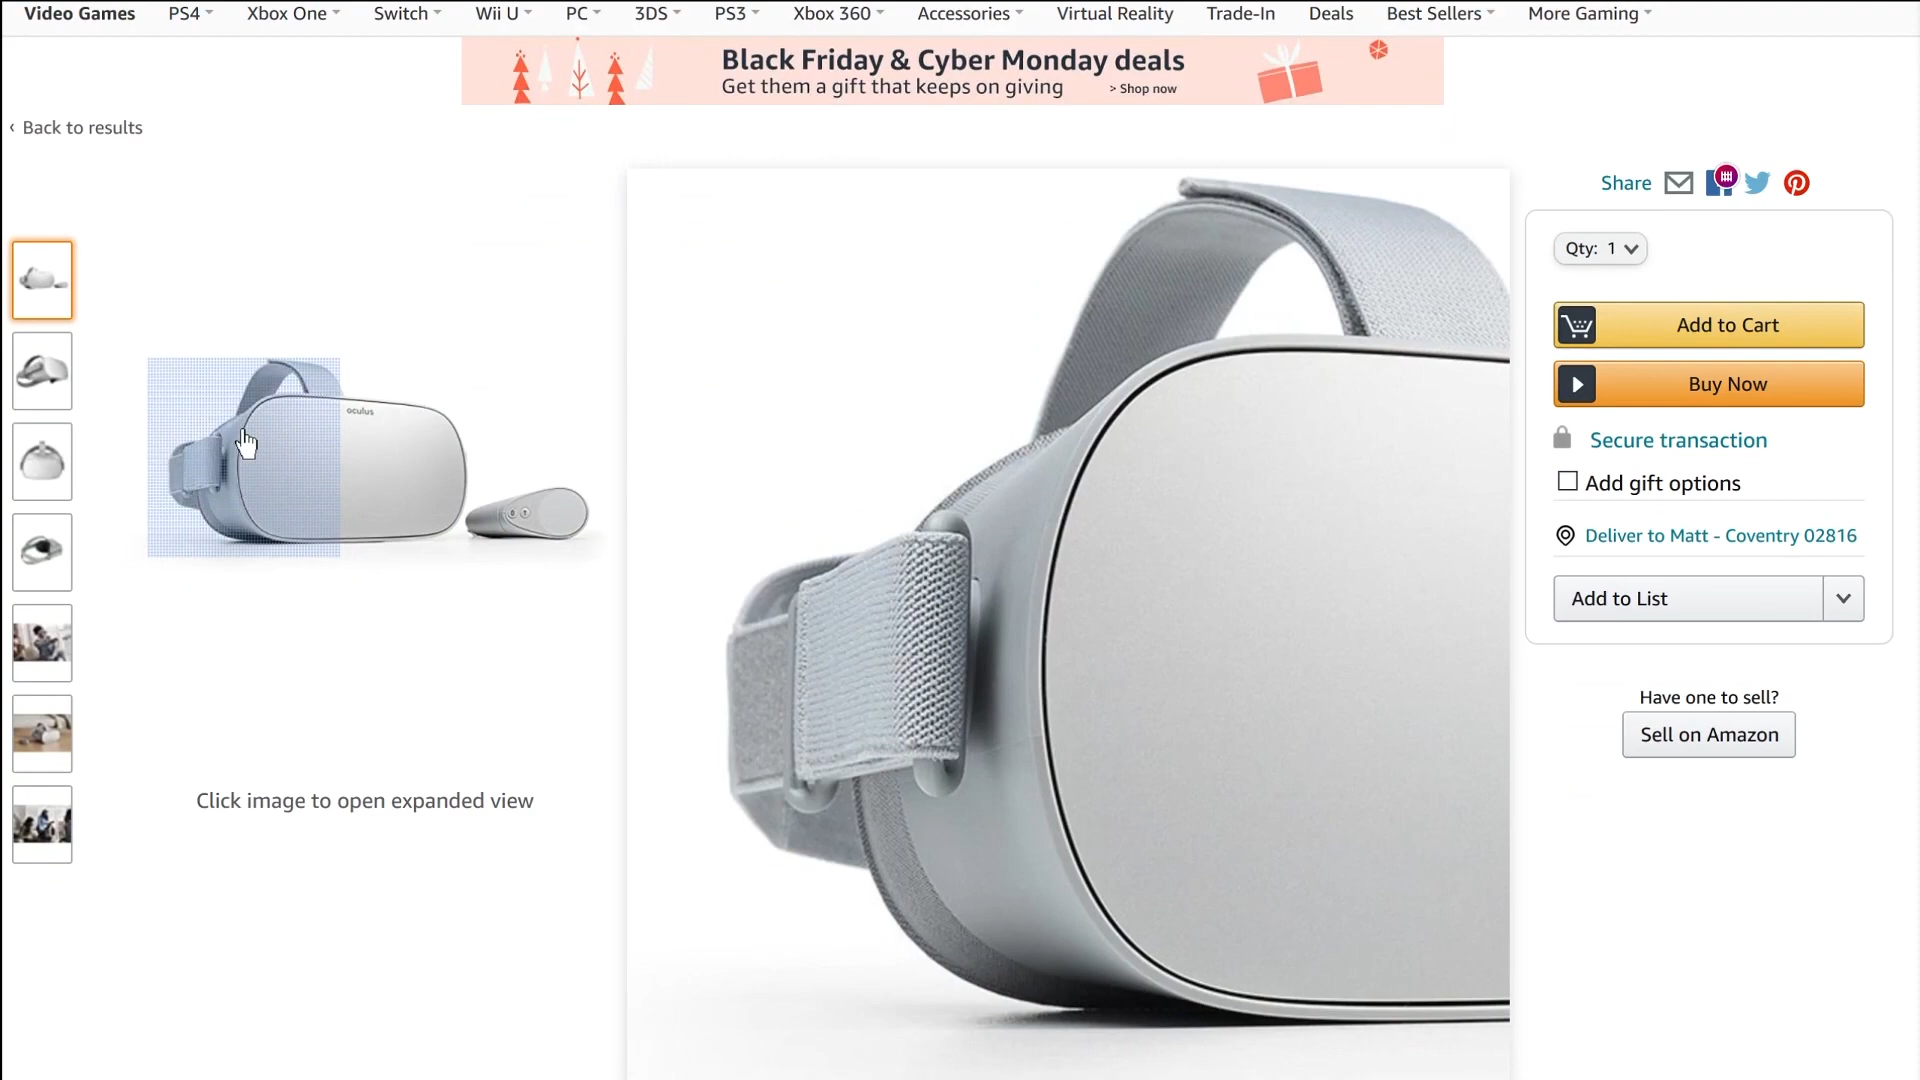 Video Games PS4 Xbox One Switch Wii U PC 3DS PS3 Xbox 360 Accessories Virtual Reality Trade-In Deals Best Sellers More Gaming
Black Friday & Cyber Monday deals
Get them a gift that keeps on giving > Shop now
‹ Back to results
Share
Qty: 1
Add to Cart
oculus
Buy Now
Secure transaction
Add gift options
Deliver to Matt - Coventry 02816
Add to List
Have one to sell?
Sell on Amazon
Click image to open expanded view